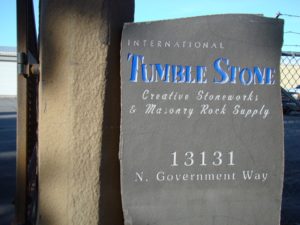 INTERNATIONAL
TUMBLE STONE
Creative Stoneworks
& Masonry Rock Supply
13131
N. Government Way